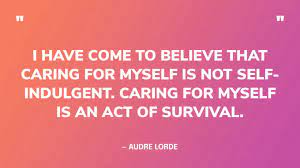 "
"
I HAVE COME TO BELIEVE THAT
CARING FOR MYSELF IS NOT SELF-
INDULGENT. CARING FOR MYSELF
IS AN ACT OF SURVIVAL.
– AUDRE LORDE